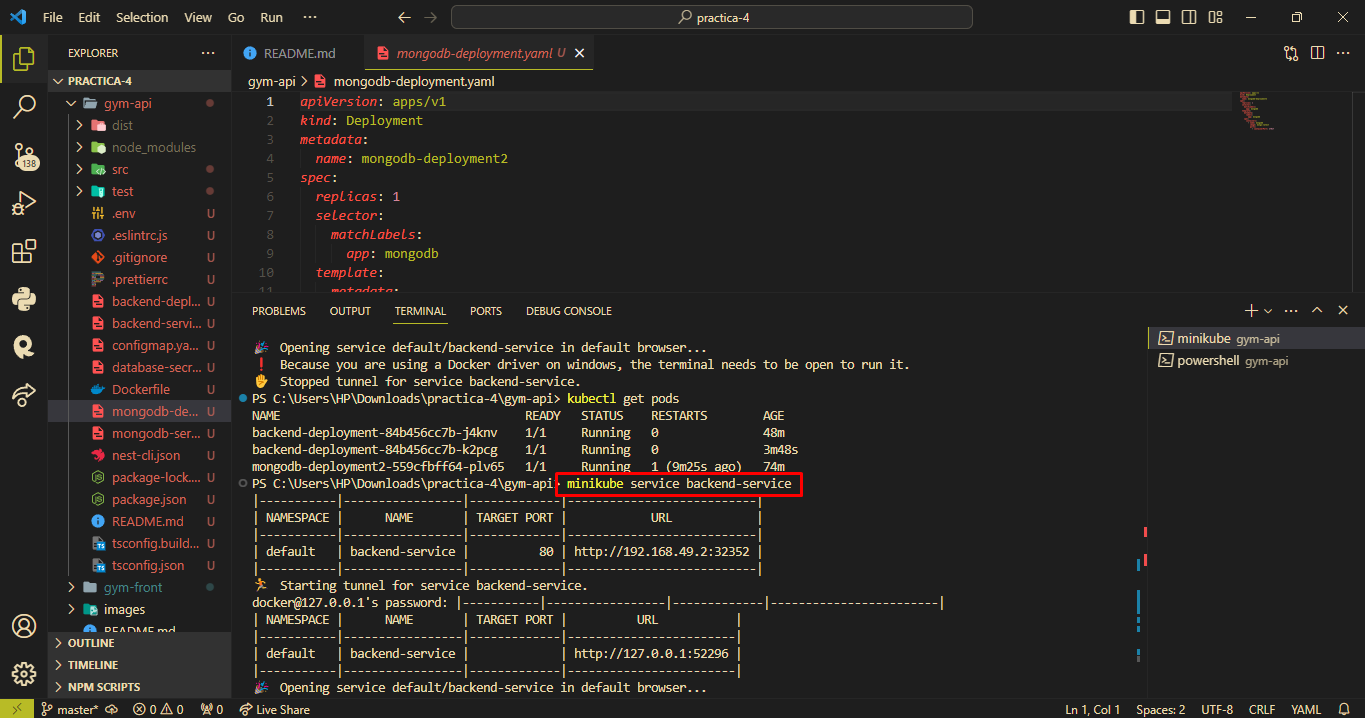 File Edit Selection View Go Run ··· practica-4
EXPLORER ···
PRACTICA-4
gym-api
dist
node_modules
src
test
.env U
.eslintrc.js U
.gitignore U
.prettierrc U
backend-depl... U
backend-servi... U
configmap.ya... U
database-secr... U
Dockerfile U
mongodb-de... U
mongodb-ser... U
nest-cli.json U
package-lock.... U
package.json U
README.md U
tsconfig.build... U
tsconfig.json U
gym-front
images
README.md
OUTLINE
TIMELINE
NPM SCRIPTS
138
README.md mongodb-deployment.yaml U
gym-api > mongodb-deployment.yaml
1 apiVersion: apps/v1
2 kind: Deployment
3 metadata:
4 name: mongodb-deployment2
5 spec:
6 replicas: 1
7 selector:
8 matchLabels:
9 app: mongodb
10 template:
11 metadata:
PROBLEMS OUTPUT TERMINAL PORTS DEBUG CONSOLE
Opening service default/backend-service in default browser...
❗ Because you are using a Docker driver on windows, the terminal needs to be open to run it.
Stopped tunnel for service backend-service.
PS C:\Users\HP\Downloads\practica-4\gym-api> kubectl get pods
NAME READY STATUS RESTARTS AGE
backend-deployment-84b456cc7b-j4knv 1/1 Running 0 48m
backend-deployment-84b456cc7b-k2pcg 1/1 Running 0 3m48s
mongodb-deployment2-559cfbff64-plv65 1/1 Running 1 (9m25s ago) 74m
PS C:\Users\HP\Downloads\practica-4\gym-api> minikube service backend-service
|-----------|-----------------|-------------|---------------------------|
| NAMESPACE | NAME | TARGET PORT | URL |
|-----------|-----------------|-------------|---------------------------|
| default | backend-service | 80 | http://192.168.49.2:32352 |
|-----------|-----------------|-------------|---------------------------|
Starting tunnel for service backend-service.
docker@127.0.0.1's password: |-----------|-----------------|-------------|------------------------|
| NAMESPACE | NAME | TARGET PORT | URL |
|-----------|-----------------|-------------|------------------------|
| default | backend-service | | http://127.0.0.1:52296 |
|-----------|-----------------|-------------|------------------------|
Opening service default/backend-service in default browser...
minikube gym-api
powershell gym-api
master* 0 0 0 Live Share Ln 1, Col 1 Spaces: 2 UTF-8 CRLF YAML